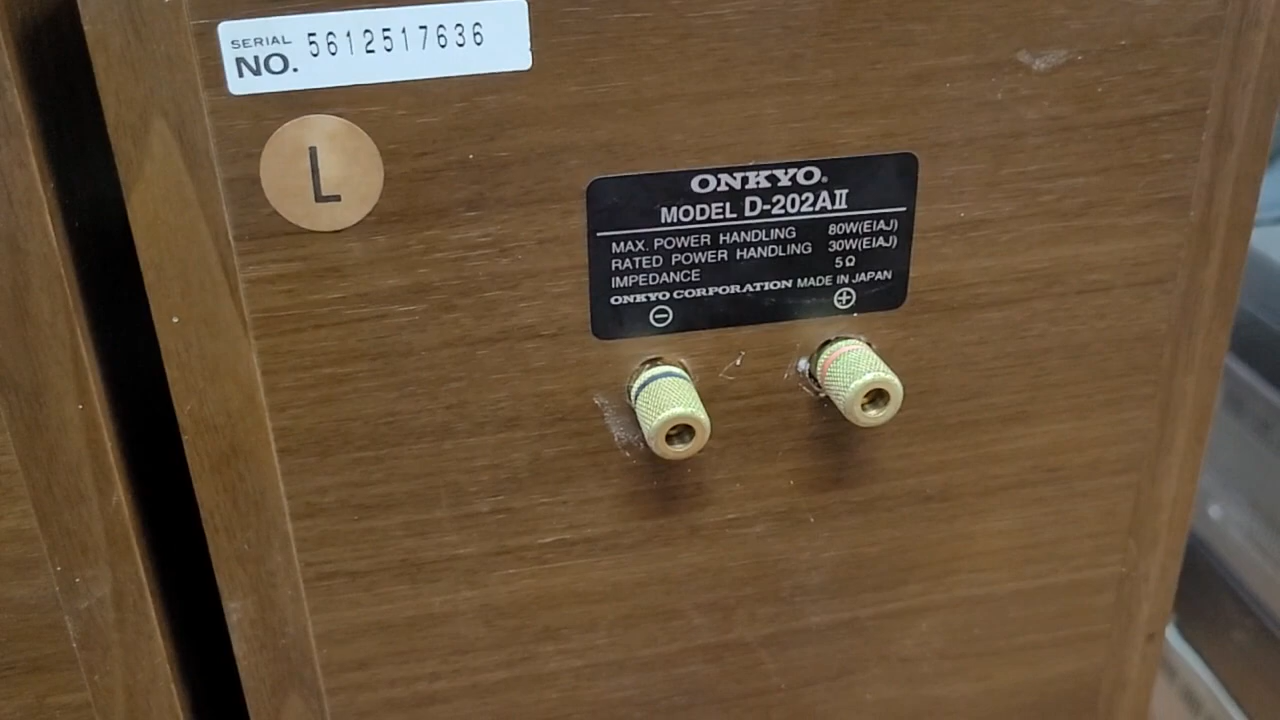 SERIAL
NO. 5612517636
L
ONKYO®
MODEL D-202AII
MAX. POWER HANDLING 80W(EIAJ)
RATED POWER HANDLING 30W(EIAJ)
IMPEDANCE 5Ω
ONKYO CORPORATION MADE IN JAPAN
⊖ ⊕